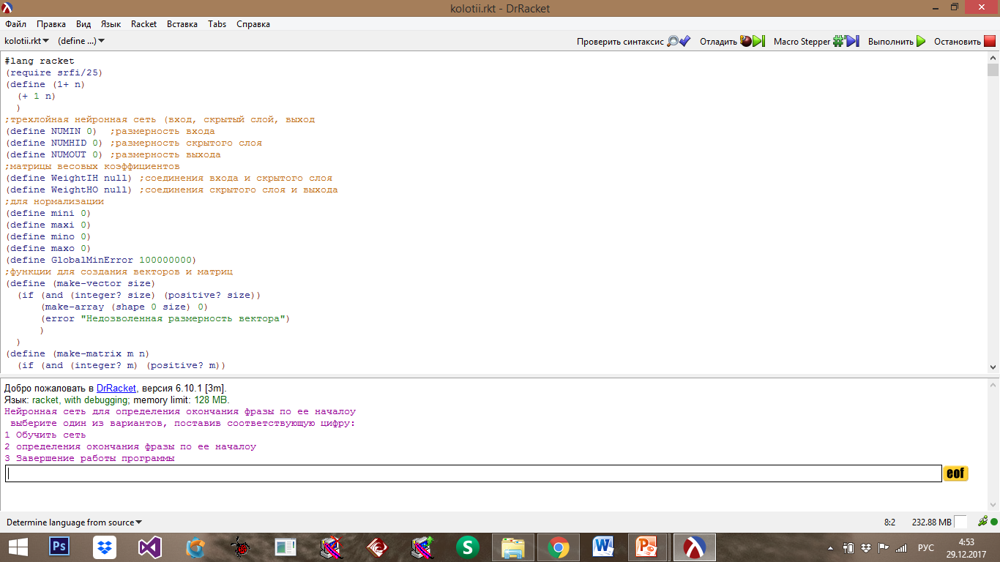 kolotii.rkt - DrRacket
Файл Правка Вид Язык Racket Вставка Tabs Справка
kolotii.rkt (define ...) Проверить синтаксис Отладить Macro Stepper Выполнить Остановить
#lang racket
(require srfi/25)
(define (1+ n)
(+ 1 n)
)
;трехлойная нейронная сеть (вход, скрытый слой, выход
(define NUMIN 0) ;размерность входа
(define NUMHID 0) ;размерность скрытого слоя
(define NUMOUT 0) ;размерность выхода
;матрицы весовых коэффициентов
(define WeightIH null) ;соединения входа и скрытого слоя
(define WeightHO null) ;соединения скрытого слоя и выхода
;для нормализации
(define mini 0)
(define maxi 0)
(define mino 0)
(define maxo 0)
(define GlobalMinError 100000000)
;функции для создания векторов и матриц
(define (make-vector size)
(if (and (integer? size) (positive? size))
(make-array (shape 0 size) 0)
(error "Недозволенная размерность вектора")
)
)
(define (make-matrix m n)
(if (and (integer? m) (positive? m))
Добро пожаловать в DrRacket, версия 6.10.1 [3m].
Язык: racket, with debugging; memory limit: 128 MB.
Нейронная сеть для определения окончания фразы по ее началоу
выберите один из вариантов, поставив соответствующую цифру:
1 Обучить сеть
2 определения окончания фразы по ее началоу
3 Завершение работы программы
eof
Determine language from source 8:2 232.88 MB
Ps S W P РУС 4:53
29.12.2017